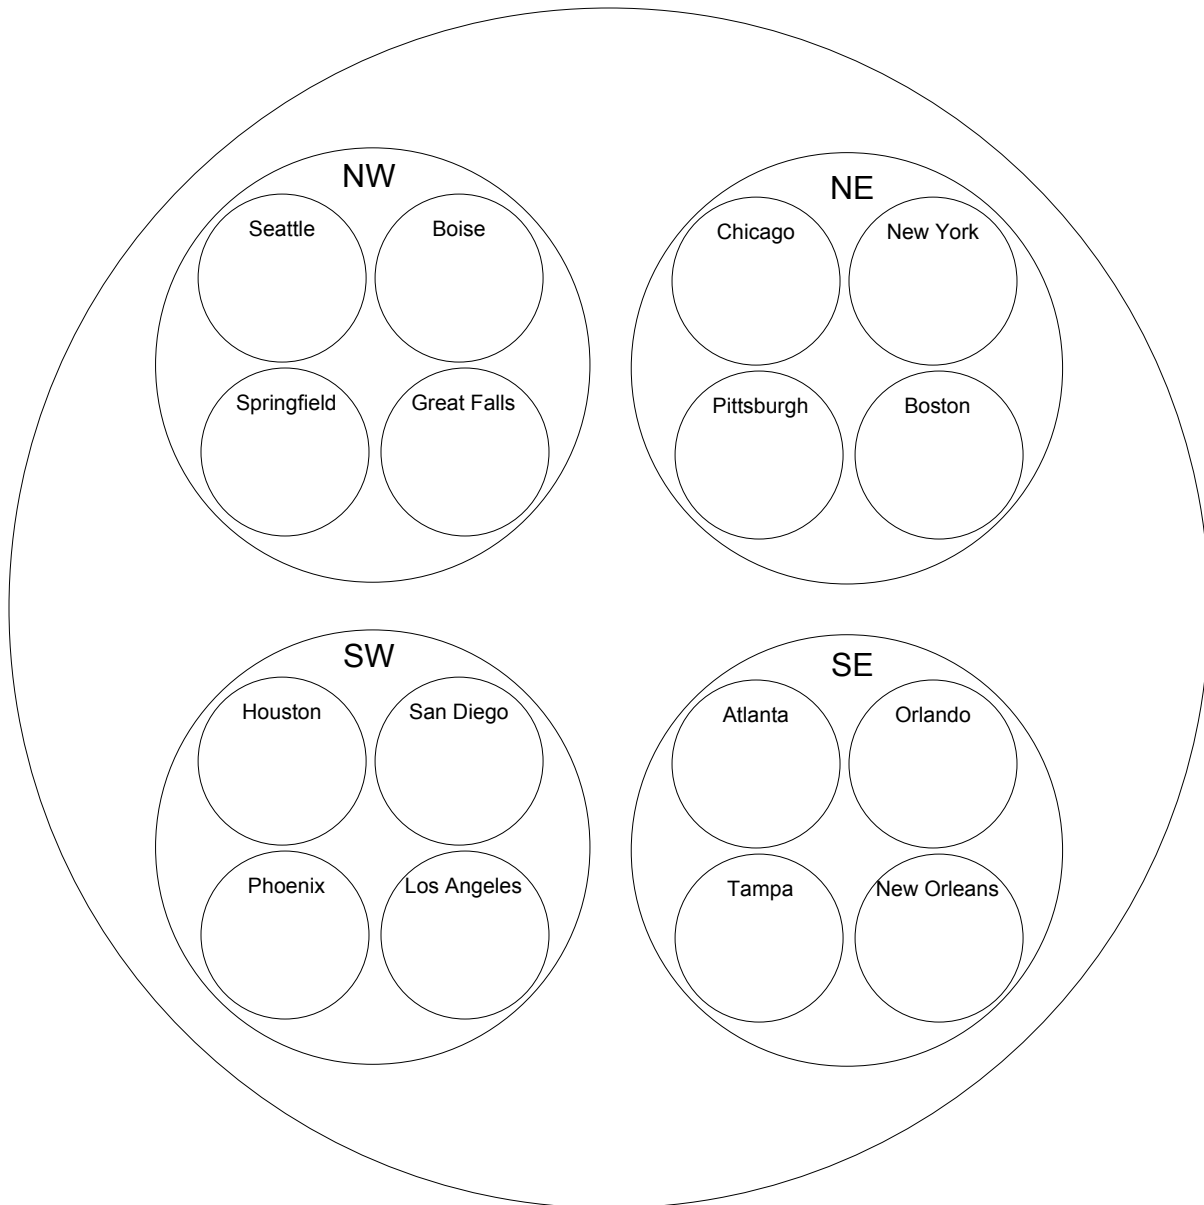 NW
Seattle
Boise
Springfield
Great Falls
NE
Chicago
New York
Pittsburgh
Boston
SW
Houston
San Diego
Phoenix
Los Angeles
SE
Atlanta
Orlando
Tampa
New Orleans